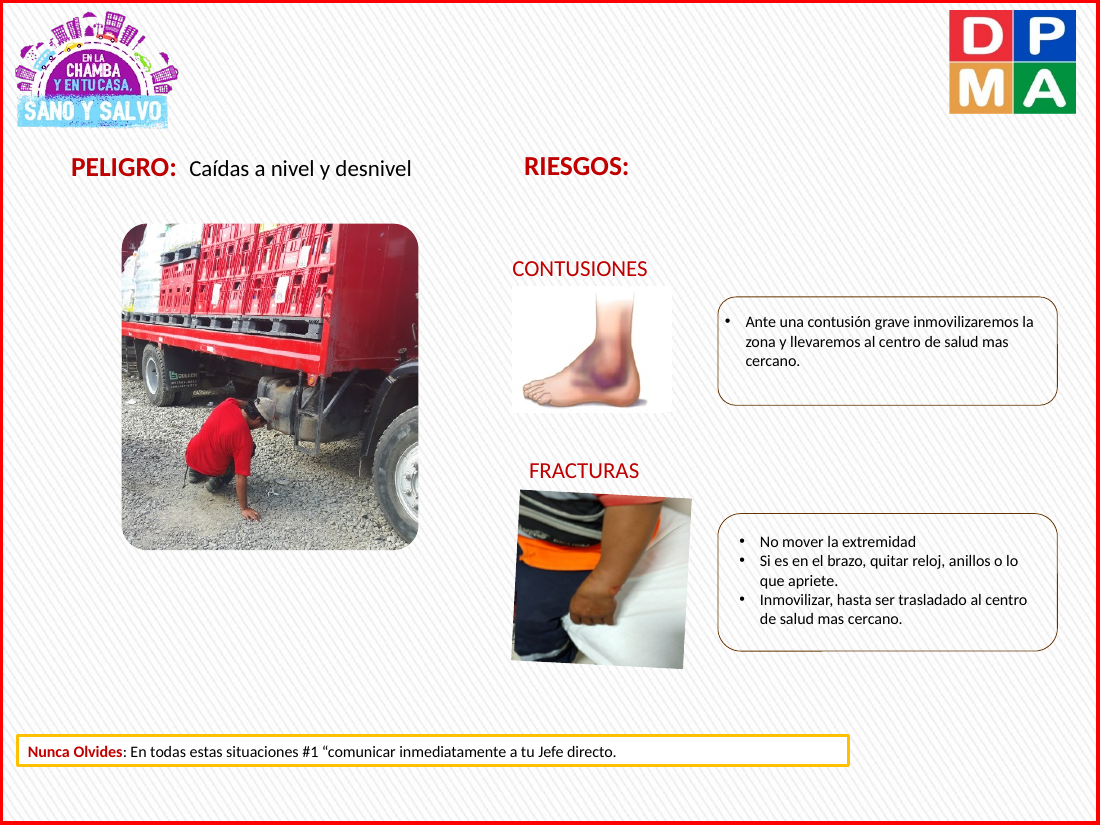 EN LA
CHAMBA
Y EN TU CASA,
SANO Y SALVO
D P
M A
PELIGRO: Caídas a nivel y desnivel
RIESGOS:
CONTUSIONES
• Ante una contusión grave inmovilizaremos la
zona y llevaremos al centro de salud mas
cercano.
FRACTURAS
• No mover la extremidad
• Si es en el brazo, quitar reloj, anillos o lo
que apriete.
• Inmovilizar, hasta ser trasladado al centro
de salud mas cercano.
Nunca Olvides: En todas estas situaciones #1 “comunicar inmediatamente a tu Jefe directo.